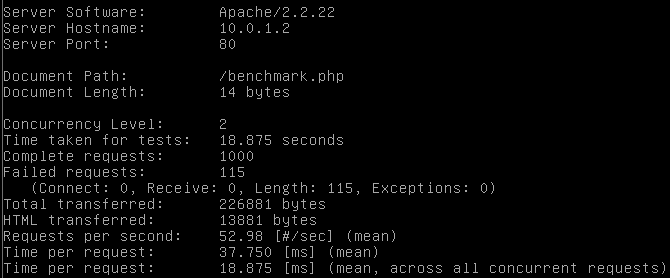 Server Software:        Apache/2.2.22
Server Hostname:        10.0.1.2
Server Port:            80
Document Path:          /benchmark.php
Document Length:        14 bytes
Concurrency Level:      2
Time taken for tests:   18.875 seconds
Complete requests:      1000
Failed requests:        115
   (Connect: 0, Receive: 0, Length: 115, Exceptions: 0)
Total transferred:      226881 bytes
HTML transferred:       13881 bytes
Requests per second:    52.98 [#/sec] (mean)
Time per request:       37.750 [ms] (mean)
Time per request:       18.875 [ms] (mean, across all concurrent requests)